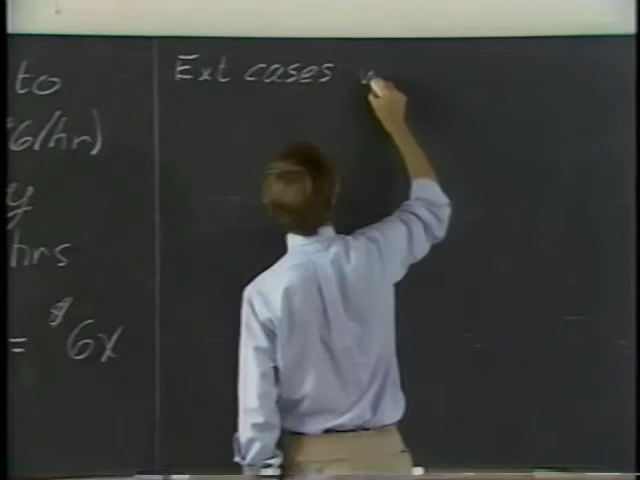 to
$6/hr)
y
hrs
= $6x
Ext cases